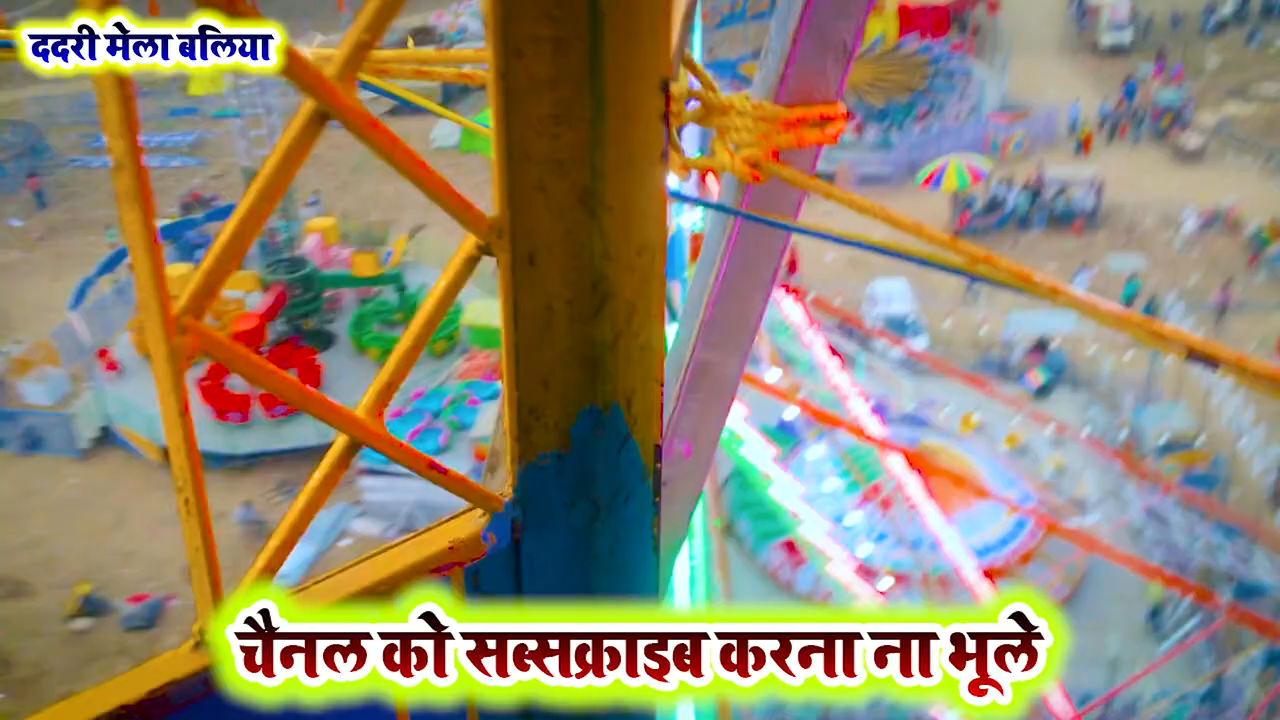 ददरी मेला बलिया
चैनल को सब्सक्राइब करना ना भूले